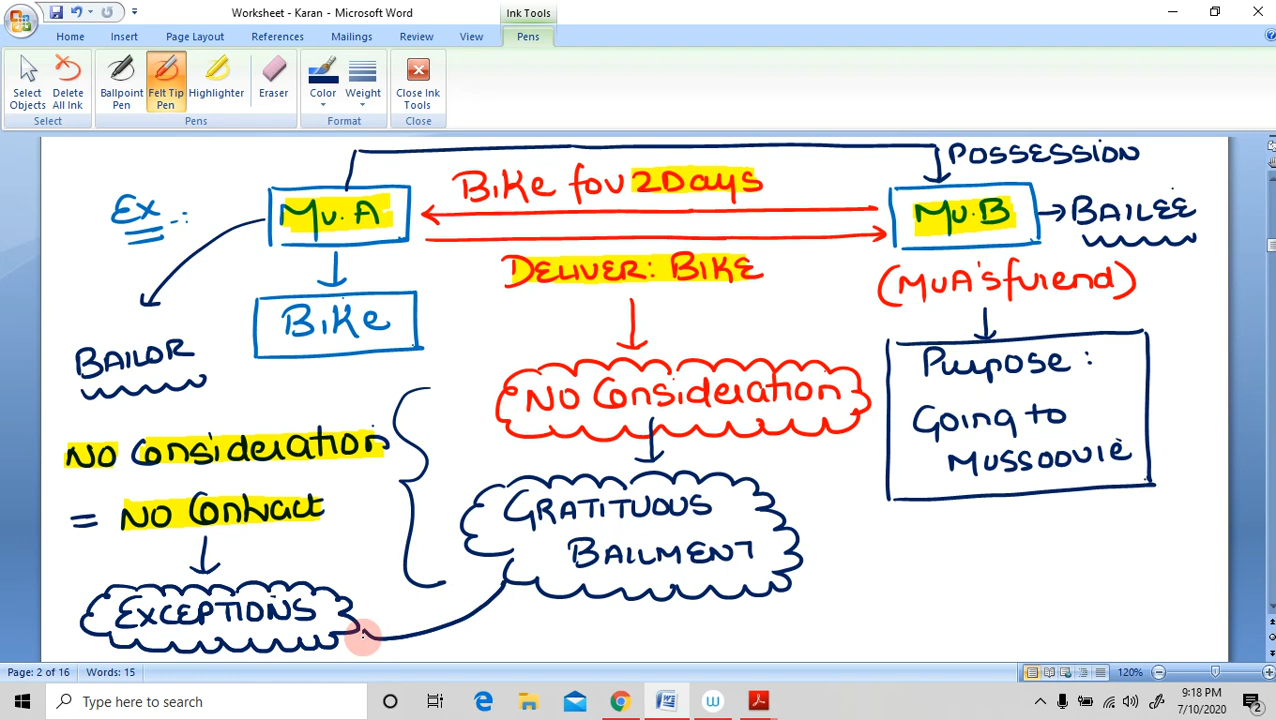 Worksheet - Karan - Microsoft Word
Ink Tools
Home
Insert
Page Layout
References
Mailings
Review
View
Pens
Select Objects
Delete All Ink
Ballpoint Pen
Felt Tip Pen
Highlighter
Eraser
Color
Weight
Close Ink Tools
Select
Pens
Format
Close
POSSESSION
Ex
Mr. A
Bike for 2 Days
Mr. B
BAILEE
DELIVER: BIKE
(Mr A's friend)
Bike
BAILOR
No Consideration
Purpose:
Going to
Mussoorie
No Consideration
= No Contract
GRATITUOUS
BAILMENT
EXCEPTIONS
Page: 2 of 16
Words: 15
120%
Type here to search
9:18 PM
7/10/2020
2